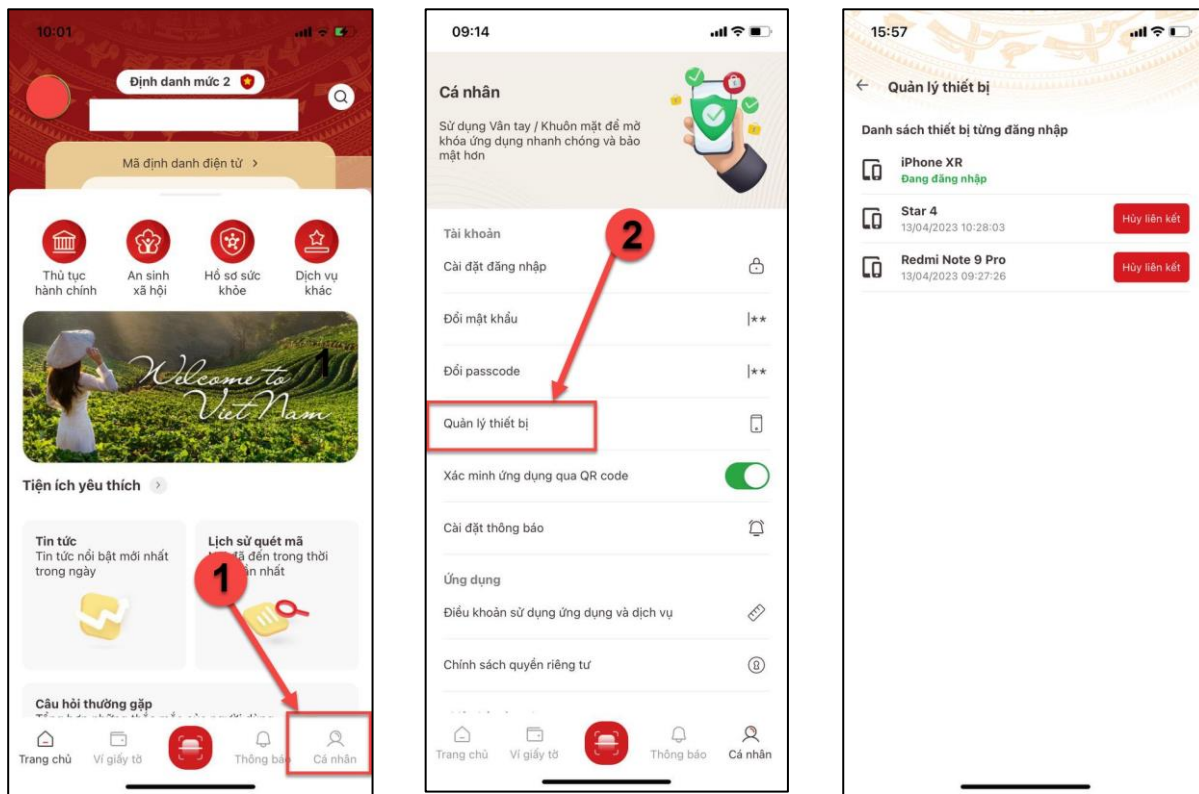 10:01
Định danh mức 2
Mã định danh điện tử >
Thủ tục
hành chính
An sinh
xã hội
Hồ sơ sức
khỏe
Dịch vụ
khác
Welcome to
Viet Nam
1
Tiện ích yêu thích >
Tin tức
Tin tức nổi bật mới nhất
trong ngày
Lịch sử quét mã
đã đến trong thời
nhất
1
Câu hỏi thường gặp
Trang chủ
Ví giấy tờ
Thông báo
Cá nhân
09:14
Cá nhân
Sử dụng Vân tay / Khuôn mặt để mở
khóa ứng dụng nhanh chóng và bảo
mật hơn
2
Tài khoản
Cài đặt đăng nhập
Đổi mật khẩu |**
Đổi passcode |**
Quản lý thiết bị
Xác minh ứng dụng qua QR code
Cài đặt thông báo
Ứng dụng
Điều khoản sử dụng ứng dụng và dịch vụ
Chính sách quyền riêng tư
Trang chủ
Ví giấy tờ
Thông báo
Cá nhân
15:57
← Quản lý thiết bị
Danh sách thiết bị từng đăng nhập
iPhone XR
Đang đăng nhập
Star 4
13/04/2023 10:28:03
Hủy liên kết
Redmi Note 9 Pro
13/04/2023 09:27:26
Hủy liên kết